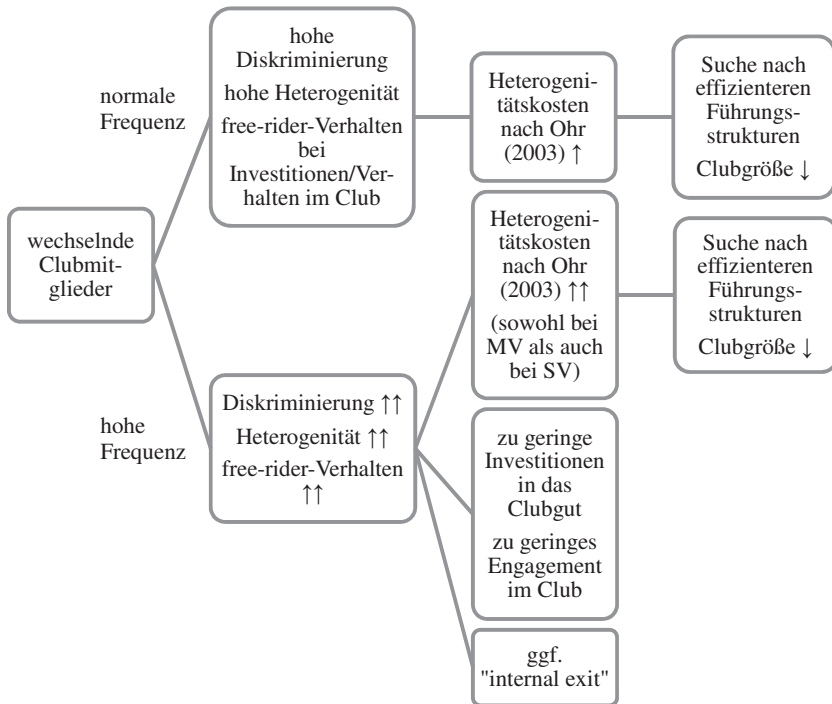 wechselnde
Clubmit-
glieder
normale
Frequenz
hohe
Diskriminierung
hohe Heterogenität
free-rider-Verhalten
bei
Investitionen/Ver-
halten im Club
Heterogeni-
tätskosten
nach Ohr
(2003) ↑
Suche nach
effizienteren
Führungs-
strukturen
Clubgröße ↓
hohe
Frequenz
Diskriminierung ↑↑
Heterogenität ↑↑
free-rider-Verhalten
↑↑
Heterogeni-
tätskosten
nach Ohr
(2003) ↑↑
(sowohl bei
MV als auch
bei SV)
Suche nach
effizienteren
Führungs-
strukturen
Clubgröße ↓
zu geringe
Investitionen
in das
Clubgut
zu geringes
Engagement
im Club
ggf.
"internal exit"